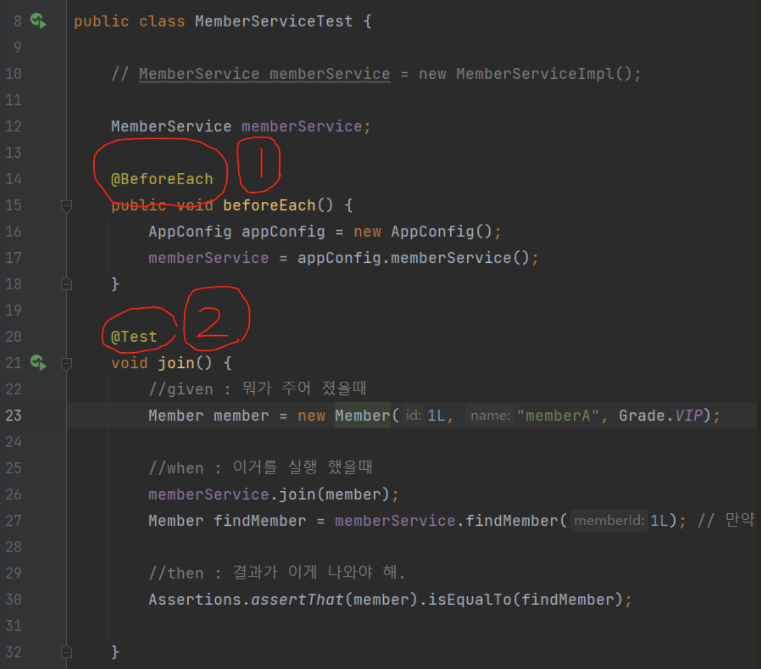 8 public class MemberServiceTest {
9
10 // MemberService memberService = new MemberServiceImpl();
11
12 MemberService memberService;
13
14 @BeforeEach 1
15 public void beforeEach() {
16 AppConfig appConfig = new AppConfig();
17 memberService = appConfig.memberService();
18 }
19
20 @Test 2
21 void join() {
22 //given : 뭐가 주어 졌을때
23 Member member = new Member( id: 1L, name: "memberA", Grade.VIP);
24
25 //when : 이거를 실행 했을때
26 memberService.join(member);
27 Member findMember = memberService.findMember( memberId: 1L); // 만약
28
29 //then : 결과가 이게 나와야 해.
30 Assertions.assertThat(member).isEqualTo(findMember);
31
32 }